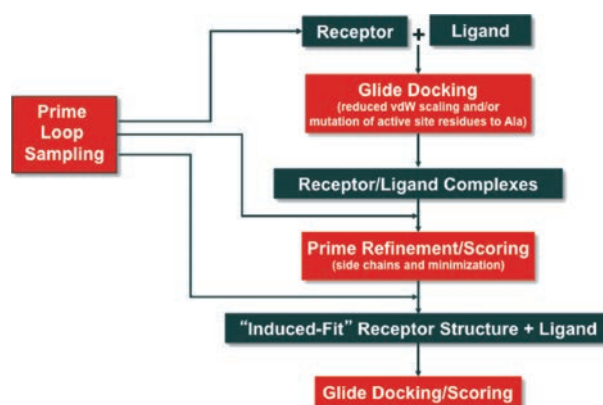 Receptor + Ligand
Glide Docking
(reduced vdW scaling and/or
mutation of active site residues to Ala)
Prime
Loop
Sampling
Receptor/Ligand Complexes
Prime Refinement/Scoring
(side chains and minimization)
“Induced-Fit” Receptor Structure + Ligand
Glide Docking/Scoring